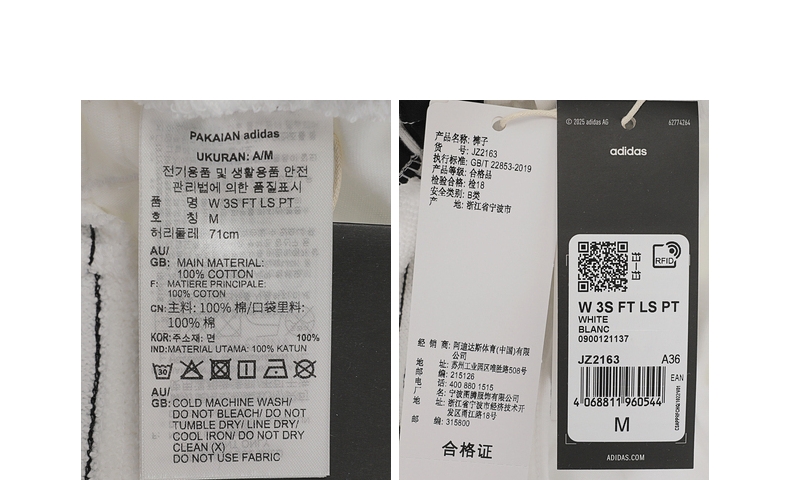 PAKAIAN adidas
UKURAN: A/M
전기용품 및 생활용품 안전
관리법에 의한 품질표시
품 명 W 3S FT LS PT
호 칭 M
허리둘레 71cm
AU/
GB: MAIN MATERIAL:
100% COTTON
F: MATIERE PRINCIPALE:
100% COTON
CN: 主料: 100% 棉/口袋里料:
100% 棉
KOR: 주소재: 면 100%
IND: MATERIAL UTAMA: 100% KATUN
30
AU/
GB: COLD MACHINE WASH/
DO NOT BLEACH/ DO NOT
TUMBLE DRY/ LINE DRY/
COOL IRON/ DO NOT DRY
CLEAN (X)
DO NOT USE FABRIC
产品名称: 裤子
货 号: JZ2163
执行标准: GB/T 22853-2019
产品等级: 合格品
检验合格: 检18
安全类别: B类
产 地: 浙江省宁波市
经 销 商: 阿迪达斯体育(中国)有限
公司
地 址: 苏州工业园区唯胜路508号
邮 编: 215126
电 话: 400 880 1515
厂 名: 宁波图腾服饰有限公司
地 址: 浙江省宁波市经济技术开
发区甬江路18号
邮 编: 315800
合格证
© 2025 adidas AG 62774264
adidas
RFID
W 3S FT LS PT
WHITE
BLANC
0900121137
JZ2163 A36
EAN
4 068811 960544
M
ADIDAS.COM